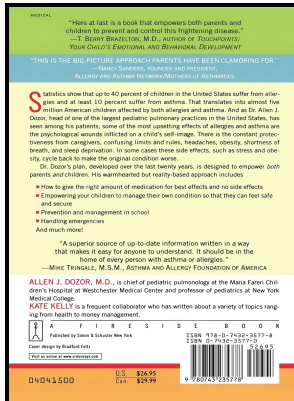 MEDICAL
"Here at last is a book that empowers both parents and
children to prevent and control this frightening disease."
—T. BERRY BRAZELTON, M.D., AUTHOR OF TOUCHPOINTS:
YOUR CHILD'S EMOTIONAL AND BEHAVIORAL DEVELOPMENT
"THIS IS THE BIG-PICTURE APPROACH PARENTS HAVE BEEN CLAMORING FOR."
—NANCY SANDERS, FOUNDER AND PRESIDENT,
ALLERGY AND ASTHMA NETWORK/MOTHERS OF ASTHMATICS
Statistics show that up to 40 percent of children in the United States suffer from aller-
gies and at least 10 percent suffer from asthma. That translates into almost five
million American children affected by both allergies and asthma. And as Dr. Allen J.
Dozor, head of one of the largest pediatric pulmonary practices in the United States, has
seen among his patients, some of the most upsetting effects of allergies and asthma are
the psychological wounds inflicted on a child's self-image. There is the constant protec-
tiveness from caregivers, confusing limits and rules, headaches, obesity, shortness of
breath, and sleep deprivation. In some cases these side effects, such as stress and obe-
sity, cycle back to make the original condition worse.
Dr. Dozor's plan, developed over the last twenty years, is designed to empower both
parents and children. His warmhearted but reality-based approach includes
■ How to give the right amount of medication for best effects and no side effects
■ Empowering your children to manage their own condition so that they can feel safe
and secure
■ Prevention and management in school
■ Handling emergencies
And much more!
"A superior source of up-to-date information written in a way
that makes it easy for anyone to understand. It should be in the
home of every person with asthma or allergies."
—MIKE TRINGALE, M.S.M., ASTHMA AND ALLERGY FOUNDATION OF AMERICA
ALLEN J. DOZOR, M.D., is chief of pediatric pulmonology at the Maria Fareri Chil-
dren's Hospital at Westchester Medical Center and professor of pediatrics at New York
Medical College.
KATE KELLY is a frequent collaborator who has written about a variety of topics rang-
ing from health to money management.
A FIRESIDE BOOK
Published by Simon & Schuster New York
Cover design by Bradford Foltz
Visit us online at www.simonsays.com
ISBN 978-0-7432-3577-8
ISBN 0-7432-3577-0
52695
9 780743 235778
04041500
U.S. $26.95
Can. $29.99